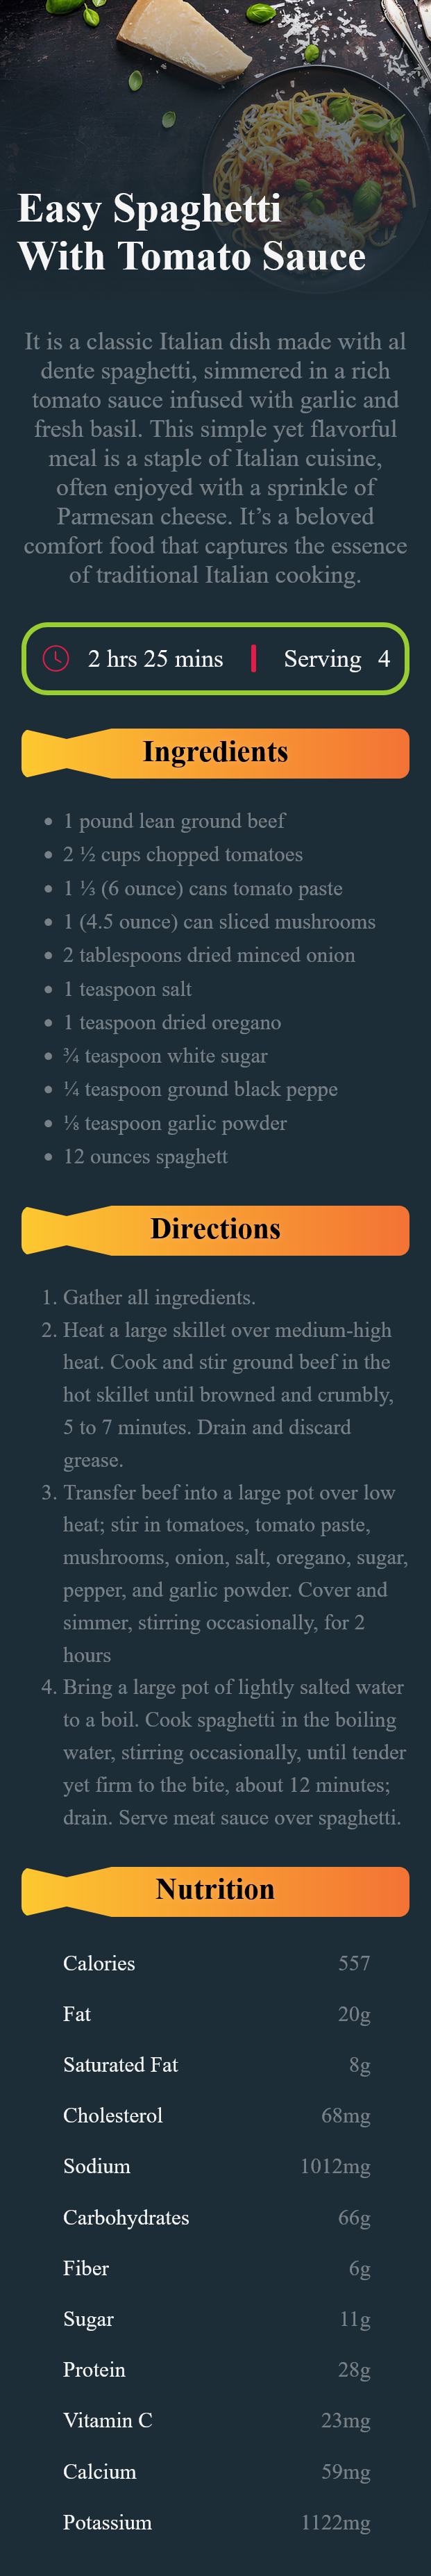 Easy Spaghetti
With Tomato Sauce
It is a classic Italian dish made with al
dente spaghetti, simmered in a rich
tomato sauce infused with garlic and
fresh basil. This simple yet flavorful
meal is a staple of Italian cuisine,
often enjoyed with a sprinkle of
Parmesan cheese. It’s a beloved
comfort food that captures the essence
of traditional Italian cooking.
2 hrs 25 mins | Serving 4
Ingredients
• 1 pound lean ground beef
• 2 ½ cups chopped tomatoes
• 1 ⅓ (6 ounce) cans tomato paste
• 1 (4.5 ounce) can sliced mushrooms
• 2 tablespoons dried minced onion
• 1 teaspoon salt
• 1 teaspoon dried oregano
• ¾ teaspoon white sugar
• ¼ teaspoon ground black peppe
• ⅛ teaspoon garlic powder
• 12 ounces spaghett
Directions
1. Gather all ingredients.
2. Heat a large skillet over medium-high
heat. Cook and stir ground beef in the
hot skillet until browned and crumbly,
5 to 7 minutes. Drain and discard
grease.
3. Transfer beef into a large pot over low
heat; stir in tomatoes, tomato paste,
mushrooms, onion, salt, oregano, sugar,
pepper, and garlic powder. Cover and
simmer, stirring occasionally, for 2
hours
4. Bring a large pot of lightly salted water
to a boil. Cook spaghetti in the boiling
water, stirring occasionally, until tender
yet firm to the bite, about 12 minutes;
drain. Serve meat sauce over spaghetti.
Nutrition
Calories 557
Fat 20g
Saturated Fat 8g
Cholesterol 68mg
Sodium 1012mg
Carbohydrates 66g
Fiber 6g
Sugar 11g
Protein 28g
Vitamin C 23mg
Calcium 59mg
Potassium 1122mg